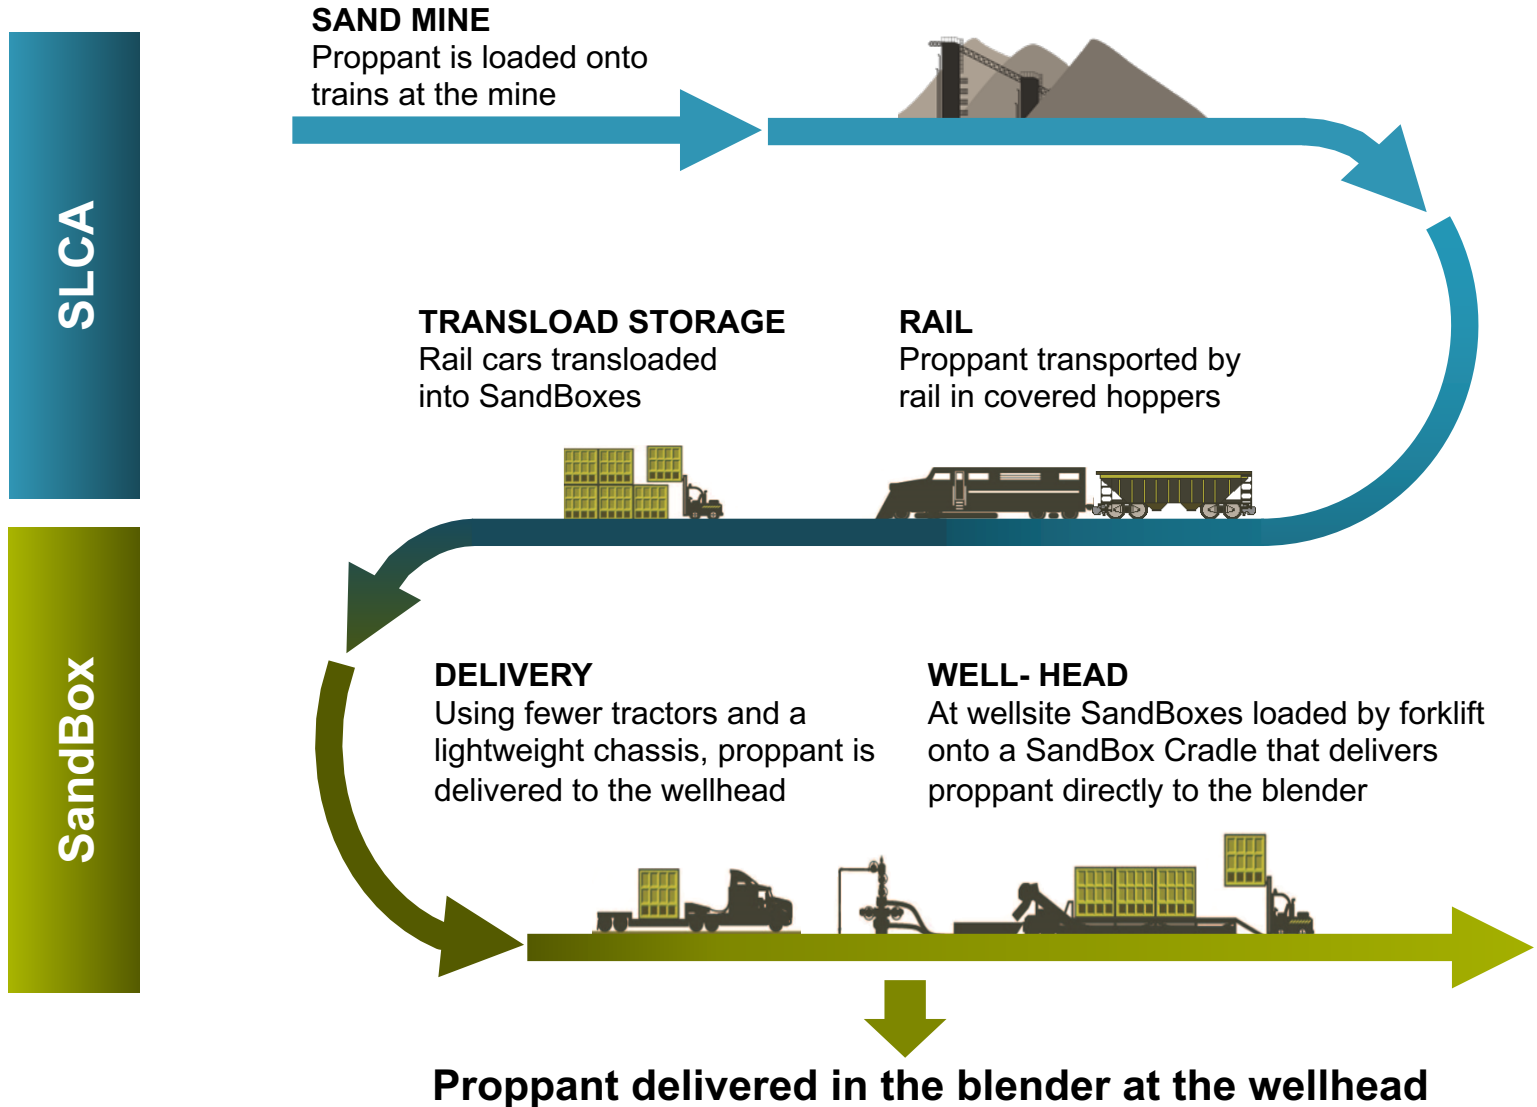 SAND MINE
Proppant is loaded onto
trains at the mine
SLCA
TRANSLOAD STORAGE
Rail cars transloaded
into SandBoxes
RAIL
Proppant transported by
rail in covered hoppers
SandBox
DELIVERY
Using fewer tractors and a
lightweight chassis, proppant is
delivered to the wellhead
WELL- HEAD
At wellsite SandBoxes loaded by forklift
onto a SandBox Cradle that delivers
proppant directly to the blender
Proppant delivered in the blender at the wellhead